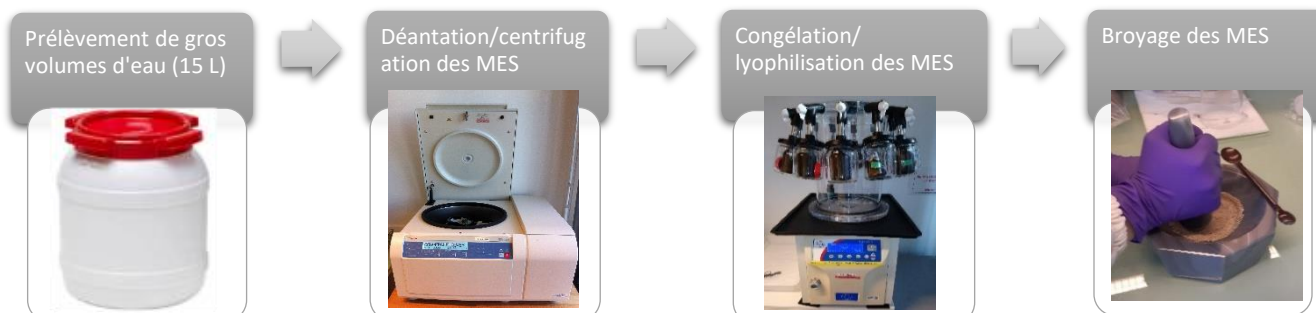 Prélèvement de gros
volumes d'eau (15 L)
Déantation/centrifug
ation des MES
Congélation/
lyophilisation des MES
Broyage des MES